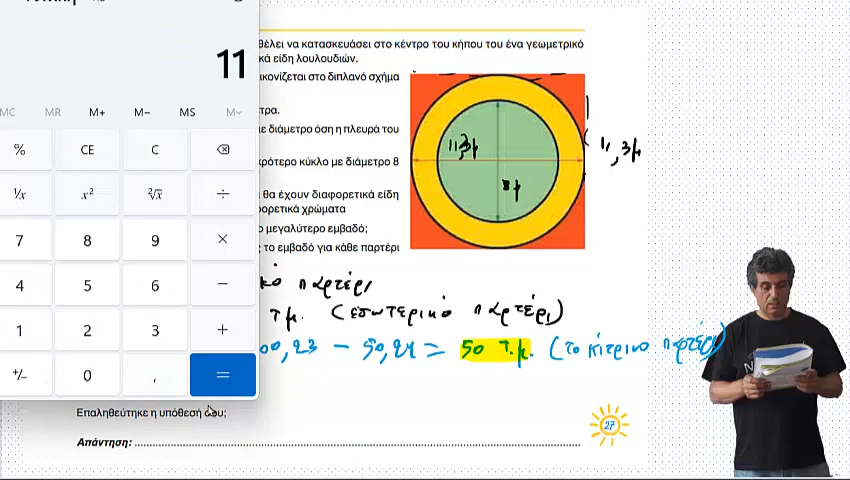 11
MC MR M+ M− MS M˅
% CE C ⌫
¹/x x² ²√x ÷
7 8 9 ×
4 5 6 −
1 2 3 +
+/− 0 , =
θέλει να κατασκευάσει στο κέντρο του κήπου του ένα γεωμετρικό
είδη λουλουδιών.
ικονίζεται στο διπλανό σχήμα
τρα.
ε διάμετρο όση η πλευρά του
κρότερο κύκλο με διάμετρο 8
θα έχουν διαφορετικά είδη
φορετικά χρώματα
ο μεγαλύτερο εμβαδό;
ς το εμβαδό για κάθε παρτέρι
11,3μ
11,3μ
κό παρτέρι
τ.μ. (εσωτερικό παρτέρι)
00,23 − 50,24 = 50 τ.μ. (το κίτρινο παρτέρι)
Επαληθεύτηκε η υπόθεσή σου;
Απάντηση:
27